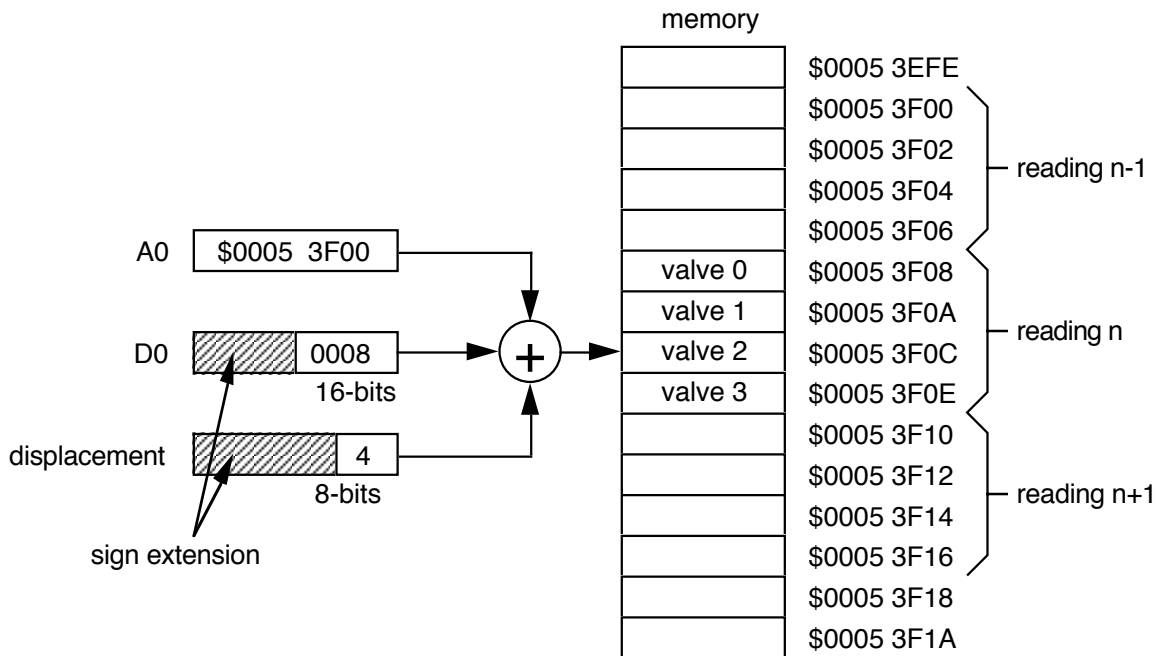 memory
$0005 3EFE
$0005 3F00
$0005 3F02
reading n-1
$0005 3F04
$0005 3F06
A0 $0005 3F00
valve 0 $0005 3F08
valve 1 $0005 3F0A
reading n
D0 0008 + valve 2 $0005 3F0C
16-bits
valve 3 $0005 3F0E
$0005 3F10
displacement 4
8-bits
$0005 3F12
reading n+1
$0005 3F14
sign extension
$0005 3F16
$0005 3F18
$0005 3F1A